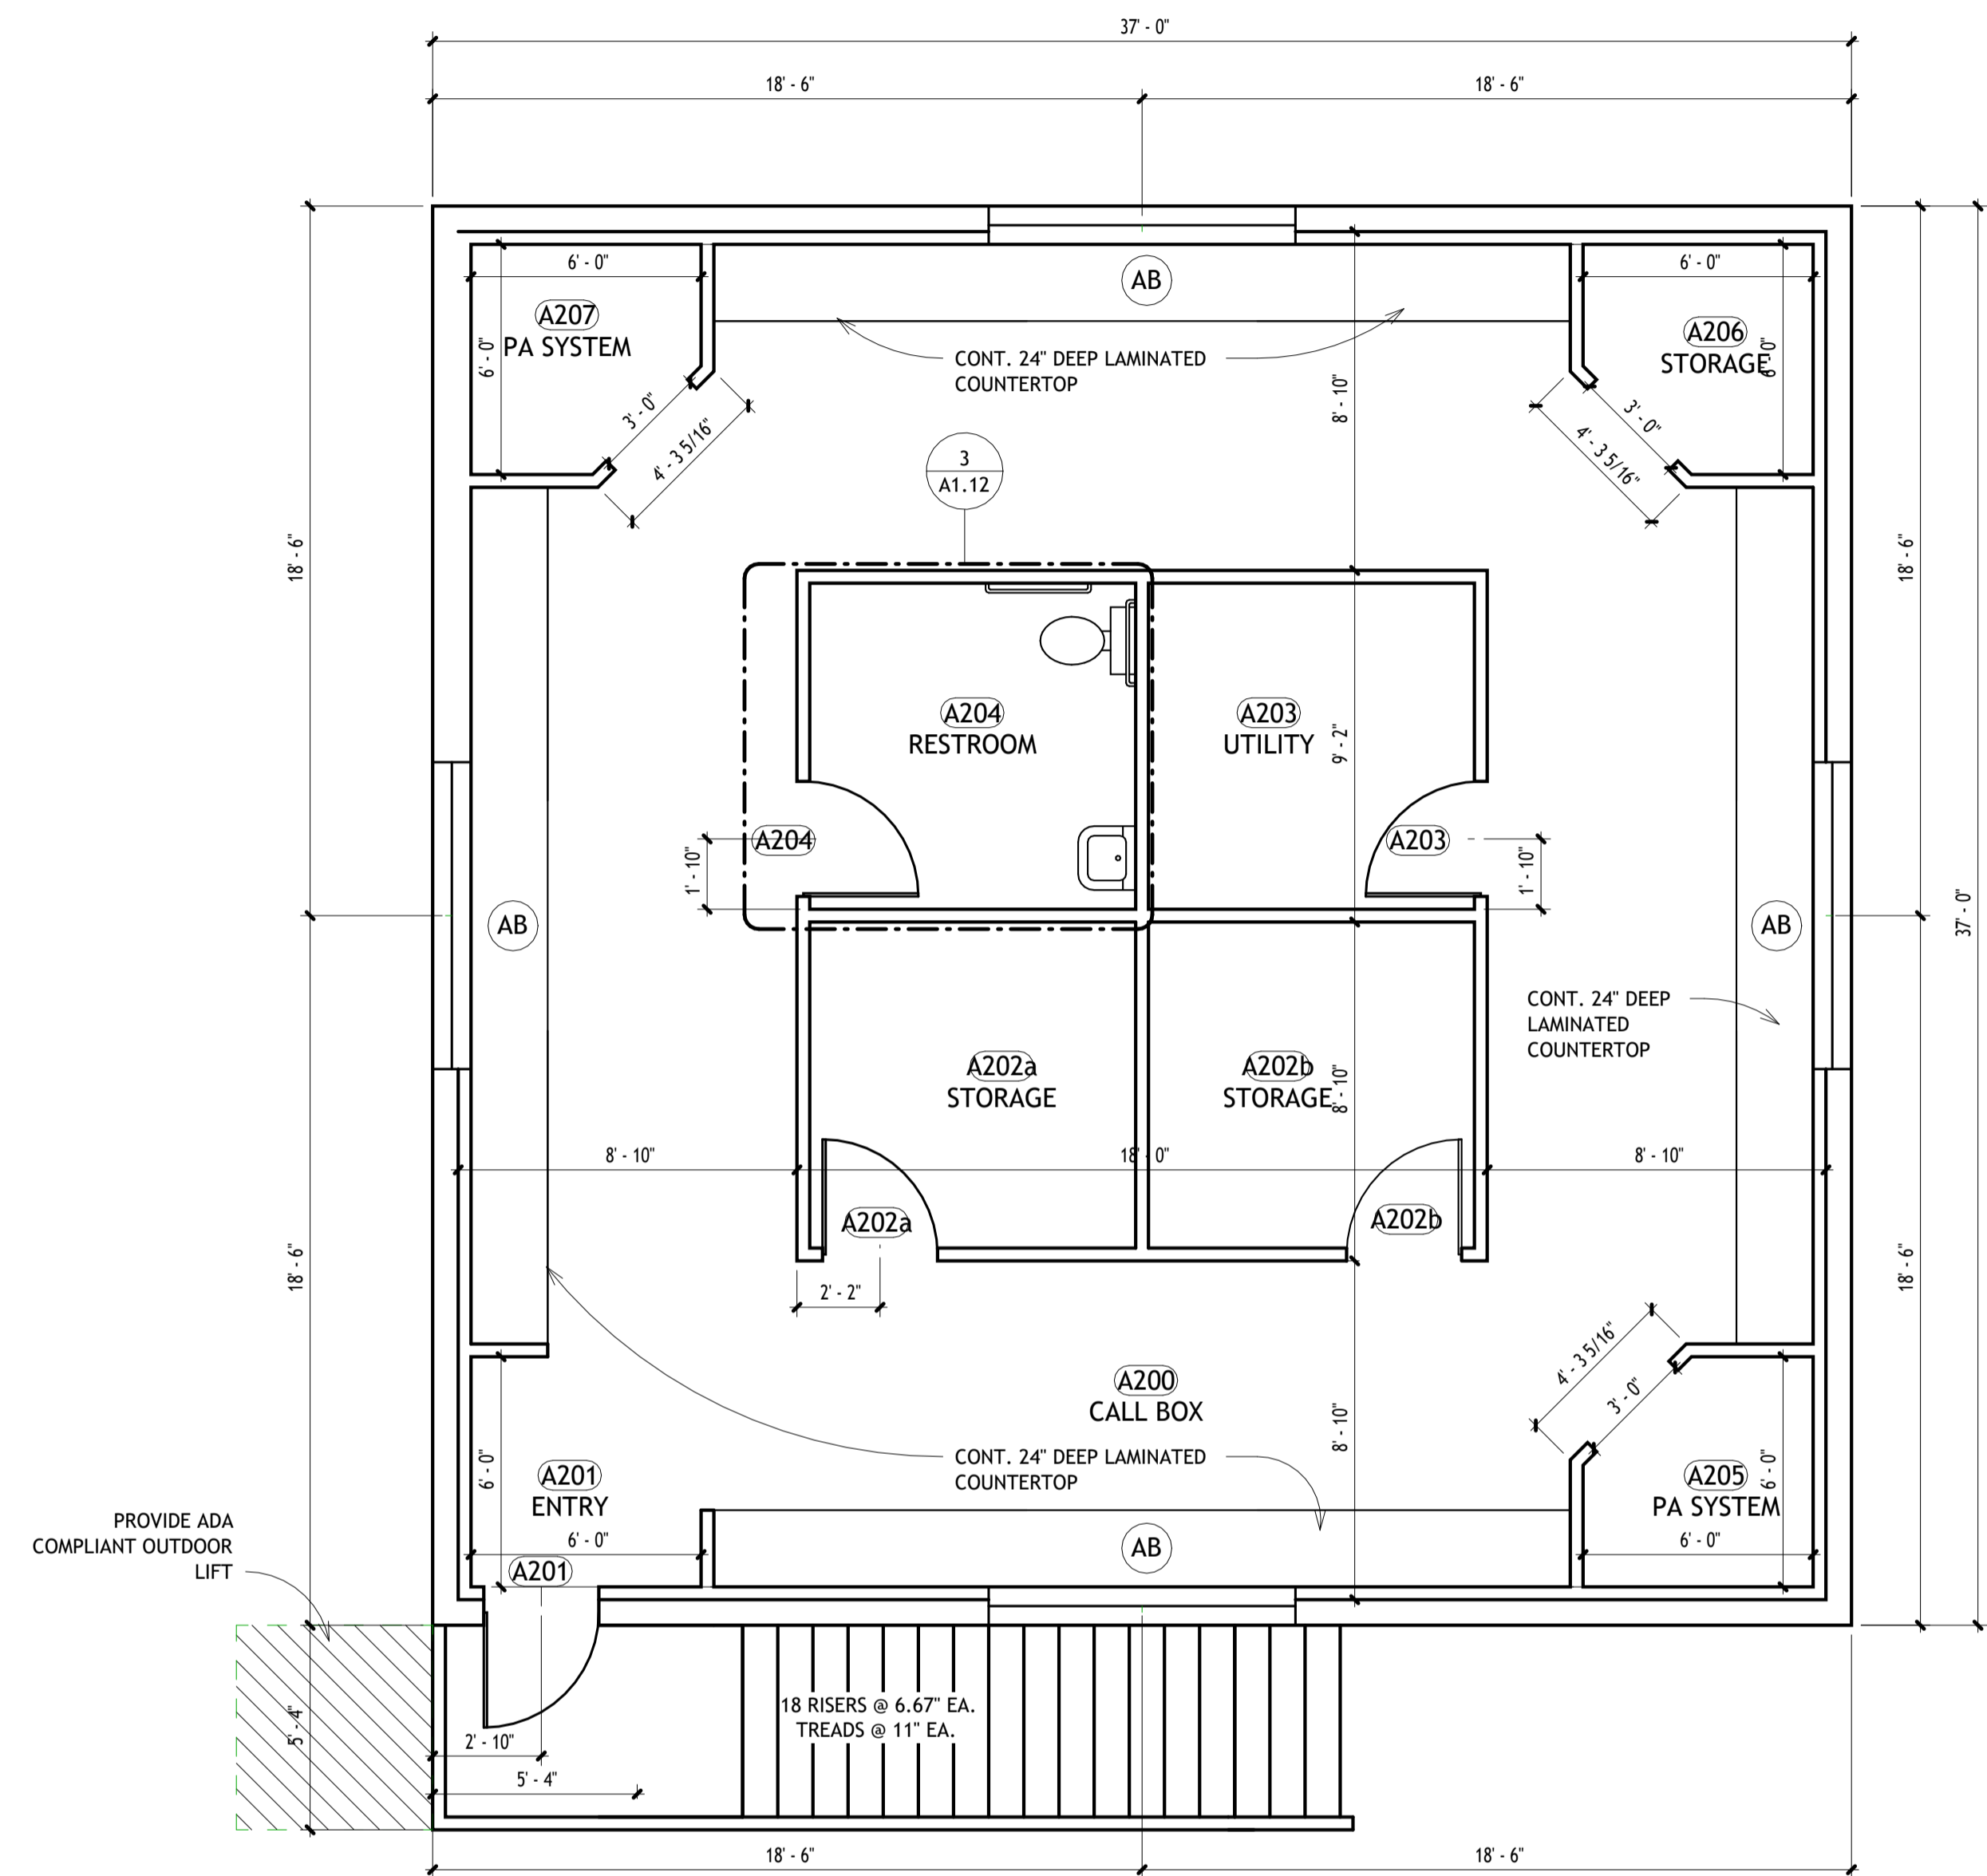 37' - 0"
18' - 6"
18' - 6"
6' - 0"
AB
6' - 0"
A207
PA SYSTEM
6' - 0"
A206
STORAGE
6' - 0"
CONT. 24" DEEP LAMINATED
COUNTERTOP
8' - 10"
3' - 0"
4' - 3 5/16"
3' - 0"
4' - 3 5/16"
3
A1.12
18' - 6"
18' - 6"
A204
RESTROOM
A203
UTILITY
9' - 2"
A204
A203
1' - 10"
1' - 10"
AB
AB
37' - 0"
CONT. 24" DEEP
LAMINATED
COUNTERTOP
A202a
STORAGE
A202b
STORAGE
8' - 10"
8' - 10"
18' - 0"
8' - 10"
A202a
A202b
18' - 6"
18' - 6"
2' - 2"
4' - 3 5/16"
3' - 0"
A200
CALL BOX
8' - 10"
CONT. 24" DEEP LAMINATED
COUNTERTOP
6' - 0"
A201
ENTRY
6' - 0"
A205
PA SYSTEM
6' - 0"
6' - 0"
AB
A201
PROVIDE ADA
COMPLIANT OUTDOOR
LIFT
18 RISERS @ 6.67" EA.
TREADS @ 11" EA.
5' - 4"
2' - 10"
5' - 4"
18' - 6"
18' - 6"